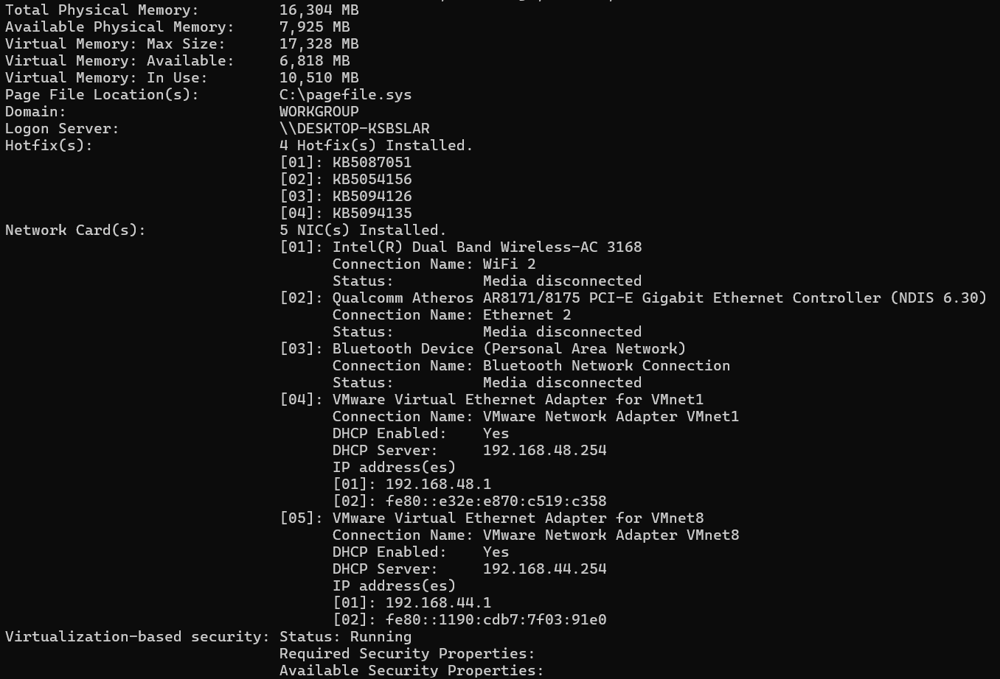 Total Physical Memory:         16,304 MB
Available Physical Memory:     7,925 MB
Virtual Memory: Max Size:      17,328 MB
Virtual Memory: Available:     6,818 MB
Virtual Memory: In Use:        10,510 MB
Page File Location(s):         C:\pagefile.sys
Domain:                        WORKGROUP
Logon Server:                  \\DESKTOP-KSBSLAR
Hotfix(s):                     4 Hotfix(s) Installed.
                               [01]: KB5087051
                               [02]: KB5054156
                               [03]: KB5094126
                               [04]: KB5094135
Network Card(s):               5 NIC(s) Installed.
                               [01]: Intel(R) Dual Band Wireless-AC 3168
                                     Connection Name: WiFi 2
                                     Status:          Media disconnected
                               [02]: Qualcomm Atheros AR8171/8175 PCI-E Gigabit Ethernet Controller (NDIS 6.30)
                                     Connection Name: Ethernet 2
                                     Status:          Media disconnected
                               [03]: Bluetooth Device (Personal Area Network)
                                     Connection Name: Bluetooth Network Connection
                                     Status:          Media disconnected
                               [04]: VMware Virtual Ethernet Adapter for VMnet1
                                     Connection Name: VMware Network Adapter VMnet1
                                     DHCP Enabled:    Yes
                                     DHCP Server:     192.168.48.254
                                     IP address(es)
                                     [01]: 192.168.48.1
                                     [02]: fe80::e32e:e870:c519:c358
                               [05]: VMware Virtual Ethernet Adapter for VMnet8
                                     Connection Name: VMware Network Adapter VMnet8
                                     DHCP Enabled:    Yes
                                     DHCP Server:     192.168.44.254
                                     IP address(es)
                                     [01]: 192.168.44.1
                                     [02]: fe80::1190:cdb7:7f03:91e0
Virtualization-based security: Status: Running
                               Required Security Properties:
                               Available Security Properties: